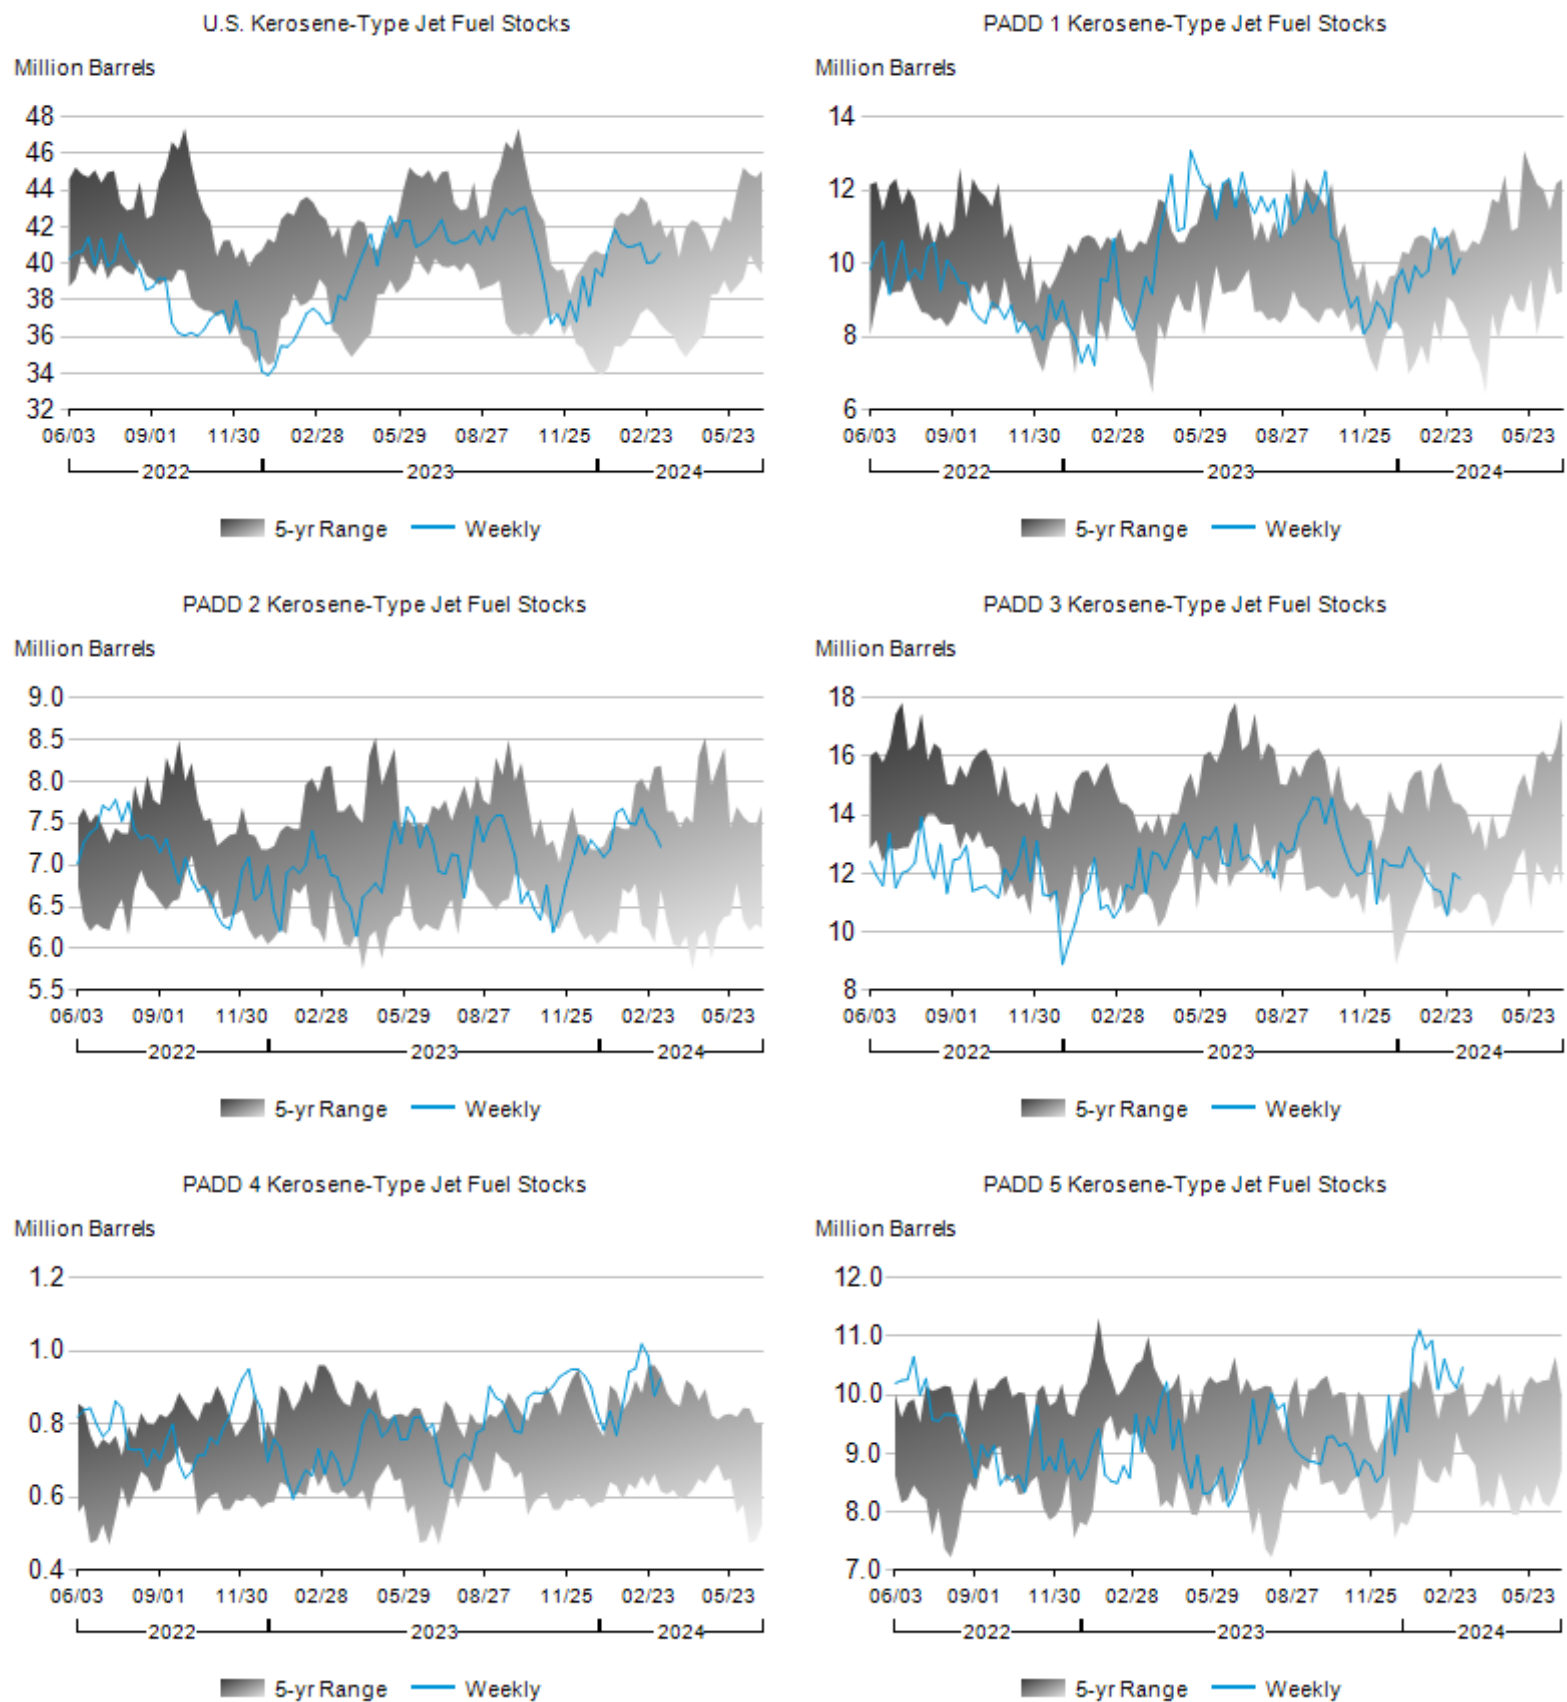 U.S. Kerosene-Type Jet Fuel Stocks
Million Barrels
48
46
44
42
40
38
36
34
32
06/03 09/01 11/30 02/28 05/29 08/27 11/25 02/23 05/23
2022 2023 2024
5-yr Range Weekly
PADD 1 Kerosene-Type Jet Fuel Stocks
Million Barrels
14
12
10
8
6
06/03 09/01 11/30 02/28 05/29 08/27 11/25 02/23 05/23
2022 2023 2024
5-yr Range Weekly
PADD 2 Kerosene-Type Jet Fuel Stocks
Million Barrels
9.0
8.5
8.0
7.5
7.0
6.5
6.0
5.5
06/03 09/01 11/30 02/28 05/29 08/27 11/25 02/23 05/23
2022 2023 2024
5-yr Range Weekly
PADD 3 Kerosene-Type Jet Fuel Stocks
Million Barrels
18
16
14
12
10
8
06/03 09/01 11/30 02/28 05/29 08/27 11/25 02/23 05/23
2022 2023 2024
5-yr Range Weekly
PADD 4 Kerosene-Type Jet Fuel Stocks
Million Barrels
1.2
1.0
0.8
0.6
0.4
06/03 09/01 11/30 02/28 05/29 08/27 11/25 02/23 05/23
2022 2023 2024
5-yr Range Weekly
PADD 5 Kerosene-Type Jet Fuel Stocks
Million Barrels
12.0
11.0
10.0
9.0
8.0
7.0
06/03 09/01 11/30 02/28 05/29 08/27 11/25 02/23 05/23
2022 2023 2024
5-yr Range Weekly